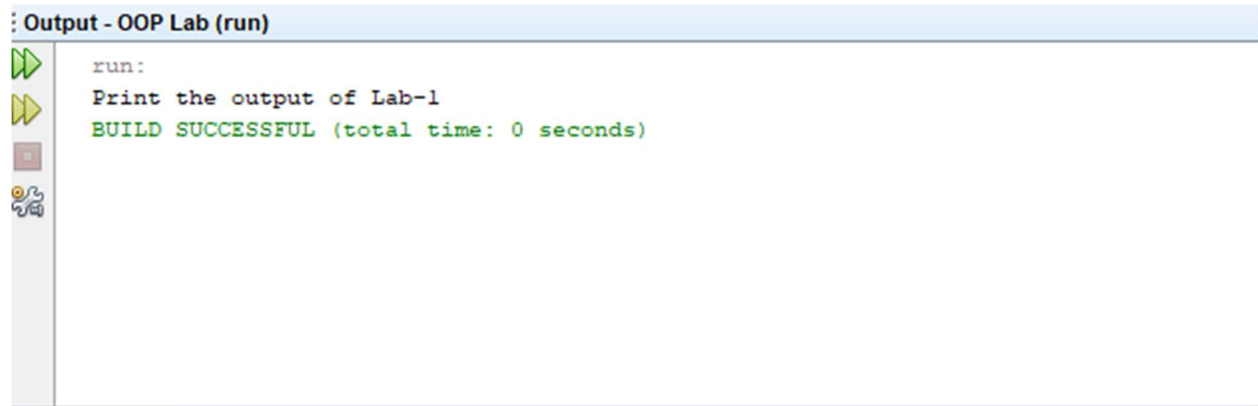 Output - OOP Lab (run)
run:
Print the output of Lab-1
BUILD SUCCESSFUL (total time: 0 seconds)